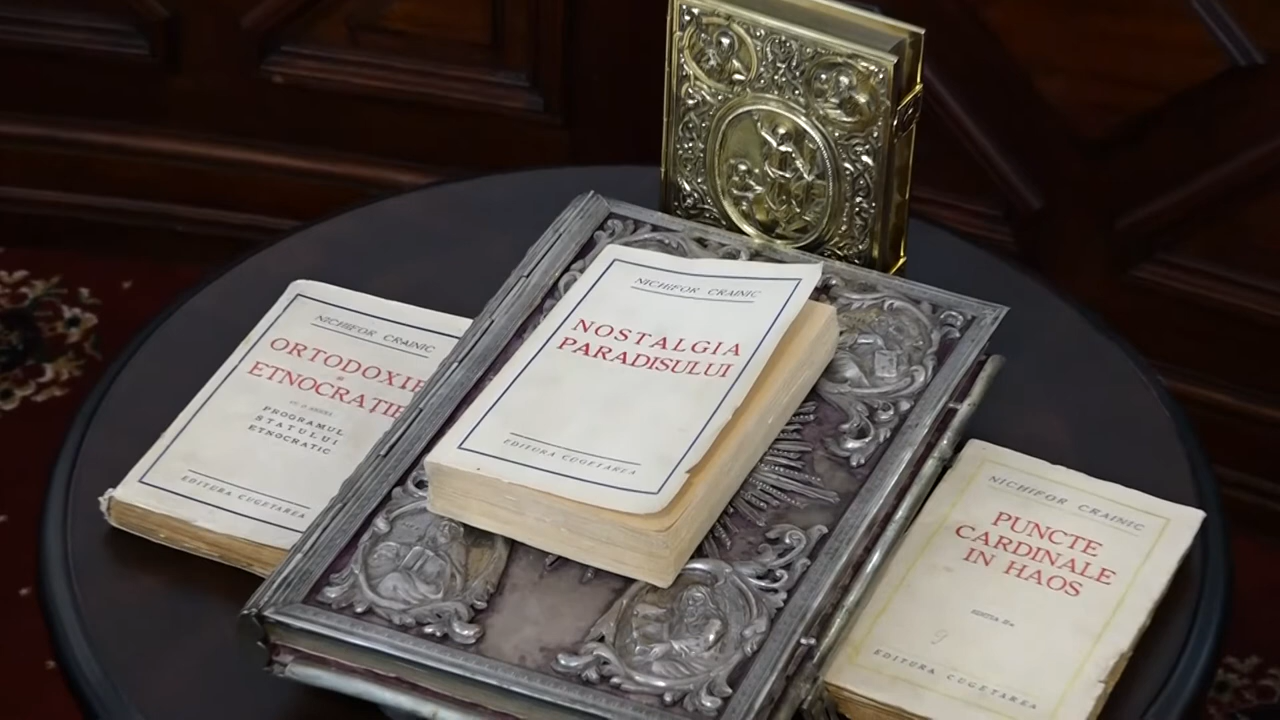 NICHIFOR CRAINIC
ORTODOXIE
ETNOCRAȚIE
PROGRAMUL
STATULUI
ETNOCRATIC
EDITURA CUGETAREA
NICHIFOR CRAINIC
NOSTALGIA
PARADISULUI
EDITURA CUGETAREA
NICHIFOR CRAINIC
PUNCTE
CARDINALE
IN HAOS
EDITURA CUGETAREA